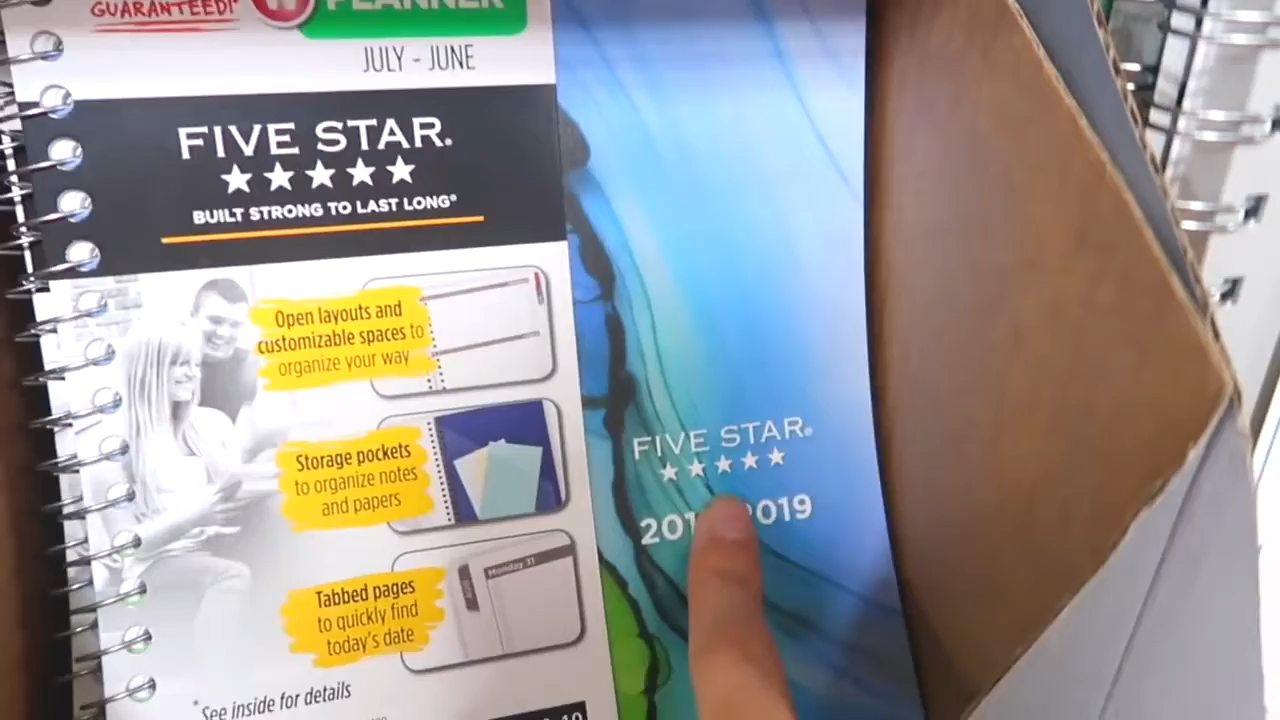 GUARANTEED!*
PLANNER
JULY - JUNE
FIVE STAR®
BUILT STRONG TO LAST LONG®
Open layouts and
customizable spaces to
organize your way
Storage pockets
to organize notes
and papers
Monday 31
Tabbed pages
to quickly find
today's date
*See inside for details
FIVE STAR®